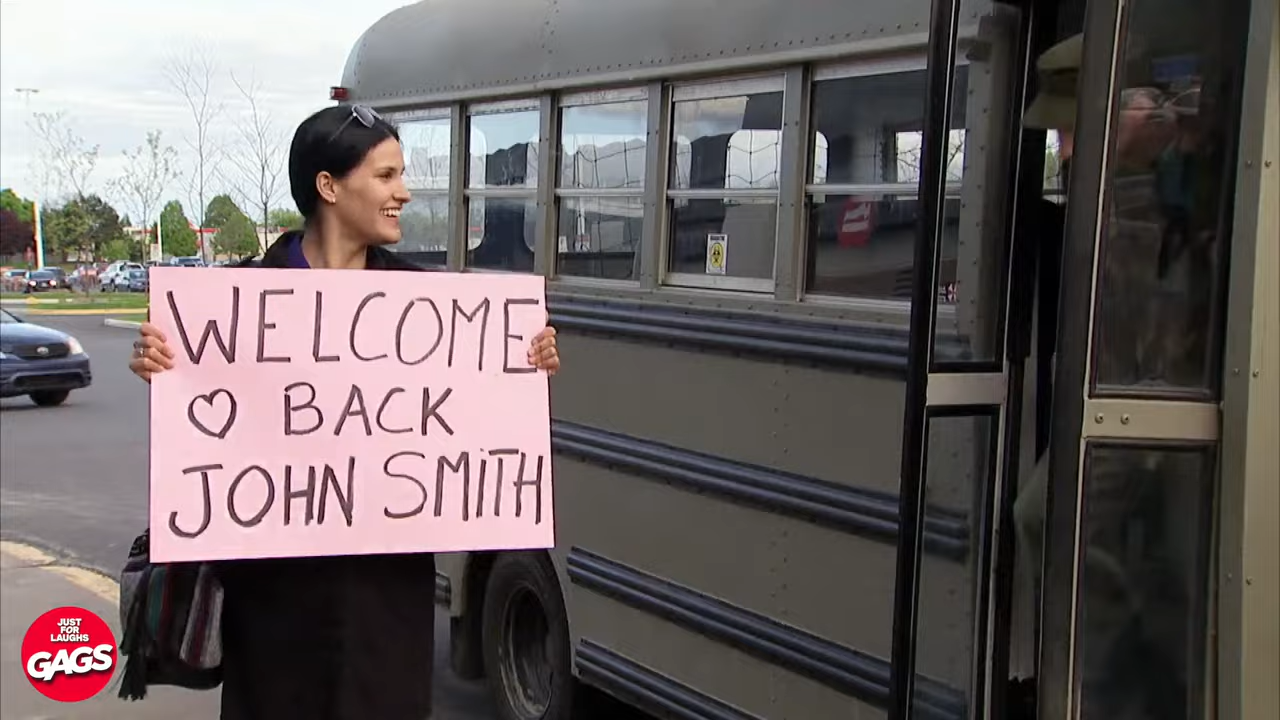 WELCOME
♡ BACK
JOHN SMITH
JUST
FOR
LAUGHS
GAGS